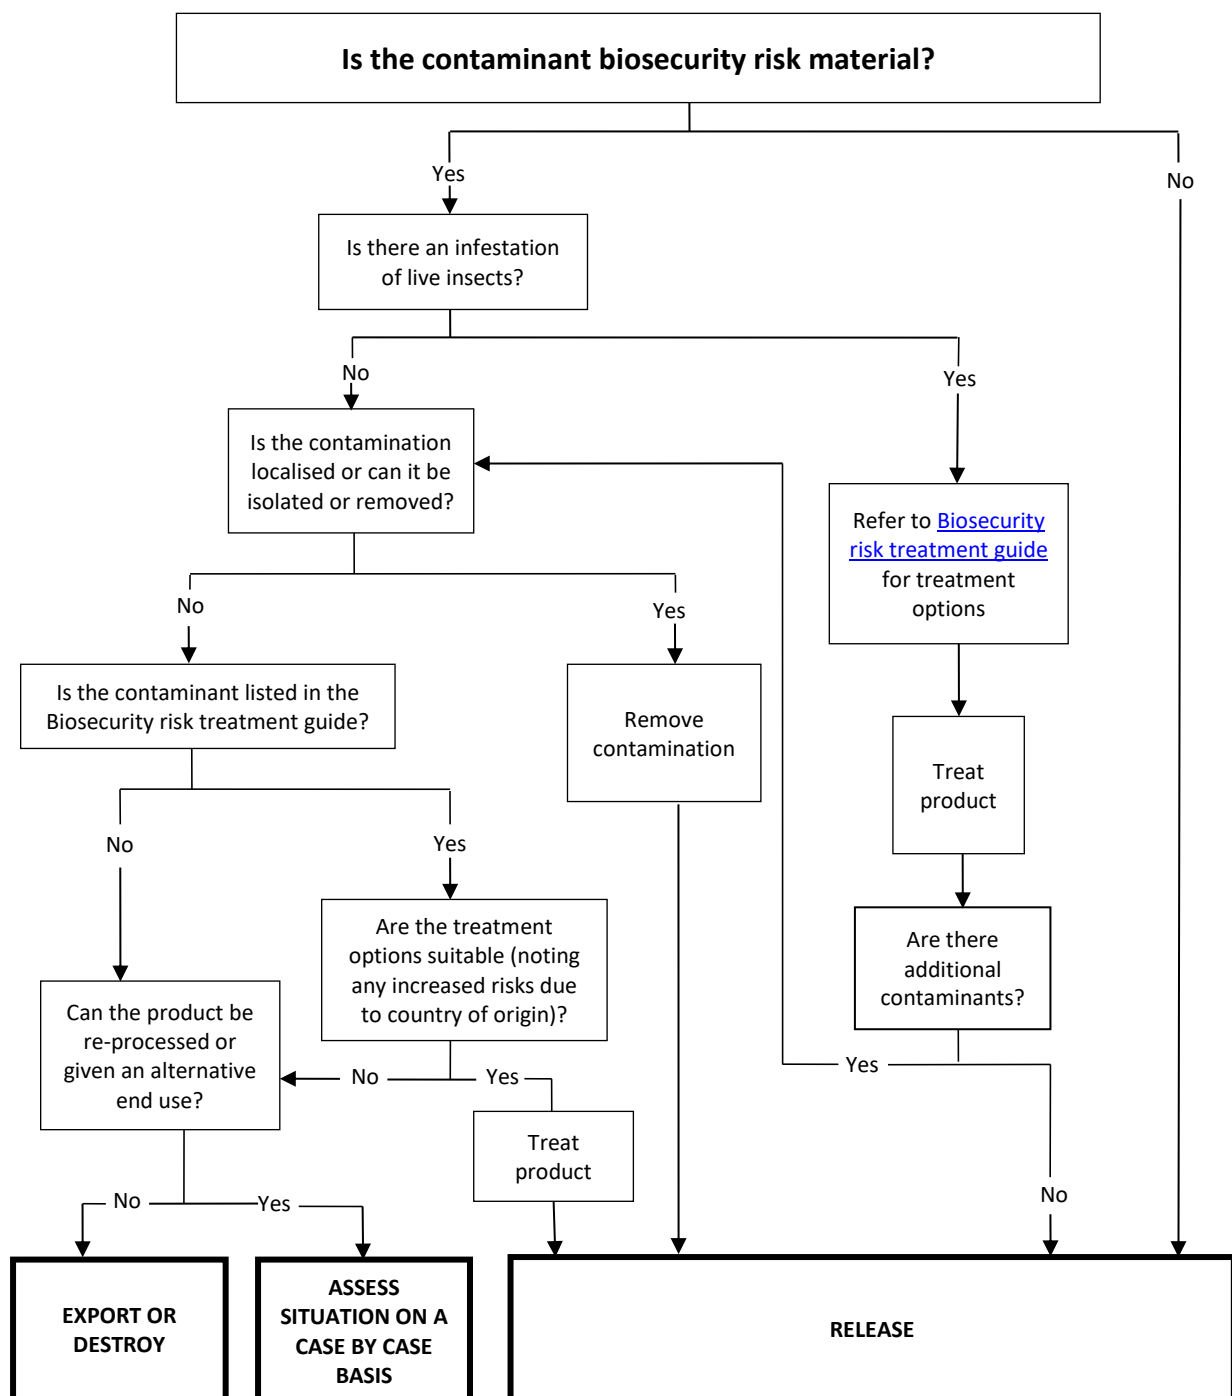 Is the contaminant biosecurity risk material?
Yes
No
Is there an infestation
of live insects?
No
Yes
Is the contamination
localised or can it be
isolated or removed?
Refer to Biosecurity
risk treatment guide
for treatment
options
No
Yes
Is the contaminant listed in the
Biosecurity risk treatment guide?
Remove
contamination
Treat
product
No
Yes
Are the treatment
options suitable (noting
any increased risks due
to country of origin)?
Are there
additional
contaminants?
Can the product be
re-processed or
given an alternative
end use?
No
Yes
Yes
Treat
product
No
Yes
No
EXPORT OR
DESTROY
ASSESS
SITUATION ON A
CASE BY CASE
BASIS
RELEASE